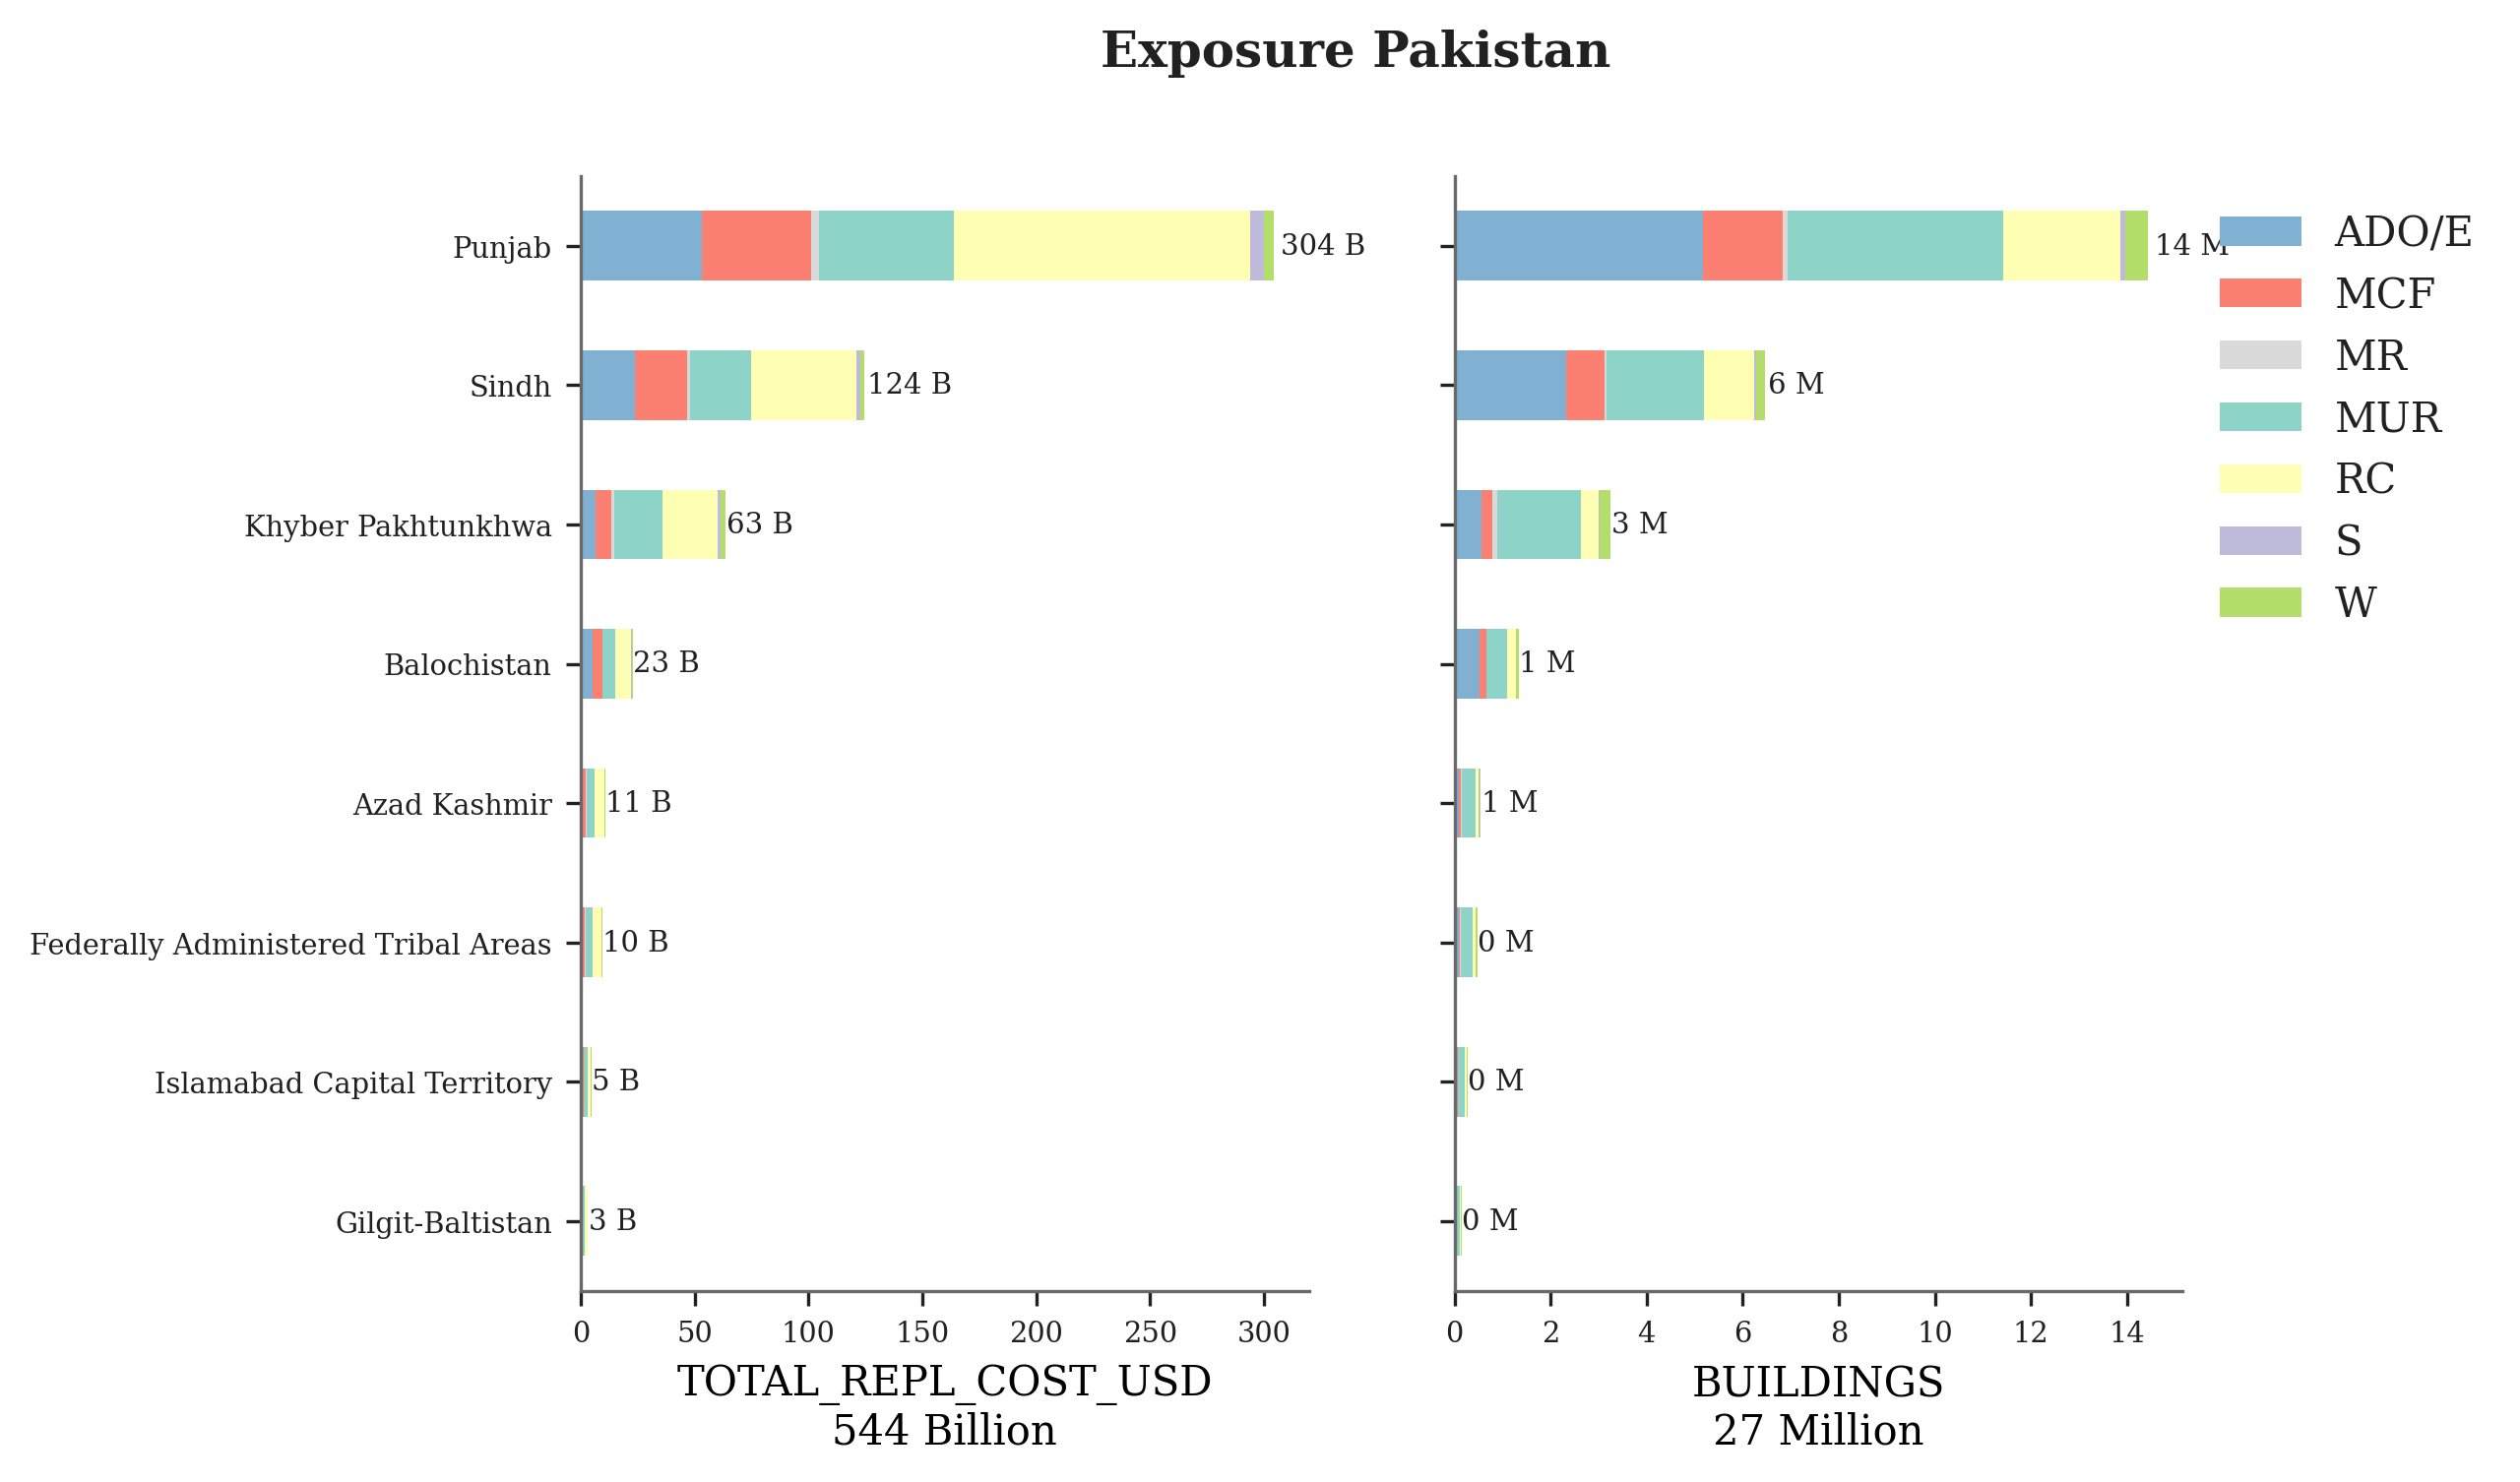 Exposure Pakistan
Punjab
Sindh
Khyber Pakhtunkhwa
Balochistan
Azad Kashmir
Federally Administered Tribal Areas
Islamabad Capital Territory
Gilgit-Baltistan
304 B
124 B
63 B
23 B
11 B
10 B
5 B
3 B
0 50 100 150 200 250 300
TOTAL_REPL_COST_USD
544 Billion
14 M
6 M
3 M
1 M
1 M
0 M
0 M
0 M
0 2 4 6 8 10 12 14
BUILDINGS
27 Million
ADO/E
MCF
MR
MUR
RC
S
W